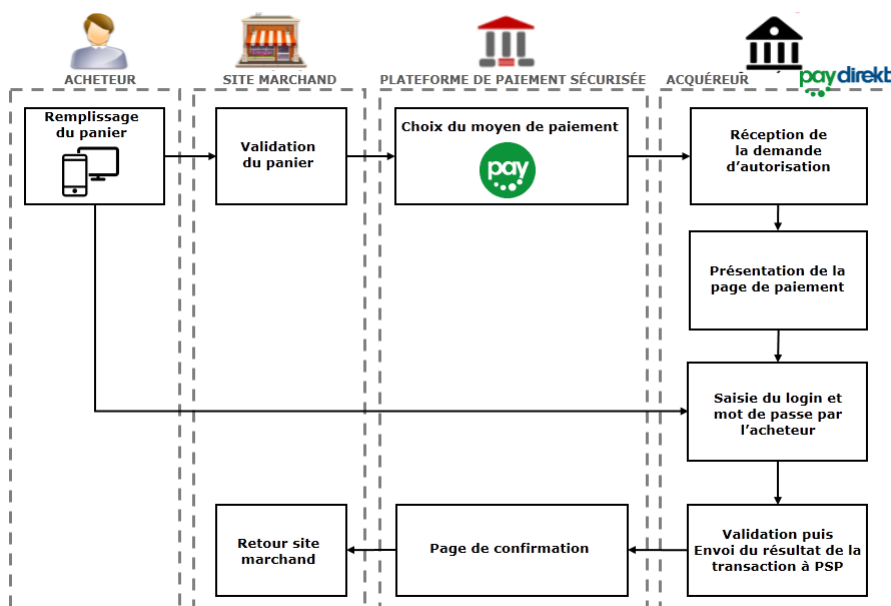 ACHETEUR
SITE MARCHAND
PLATEFORME DE PAIEMENT SÉCURISÉE
ACQUÉREUR
paydirekt
Remplissage
du panier
Validation
du panier
Choix du moyen de paiement
pay
Réception de
la demande
d'autorisation
Présentation de la
page de paiement
Saisie du login et
mot de passe par
l'acheteur
Retour site
marchand
Page de confirmation
Validation puis
Envoi du résultat de la
transaction à PSP